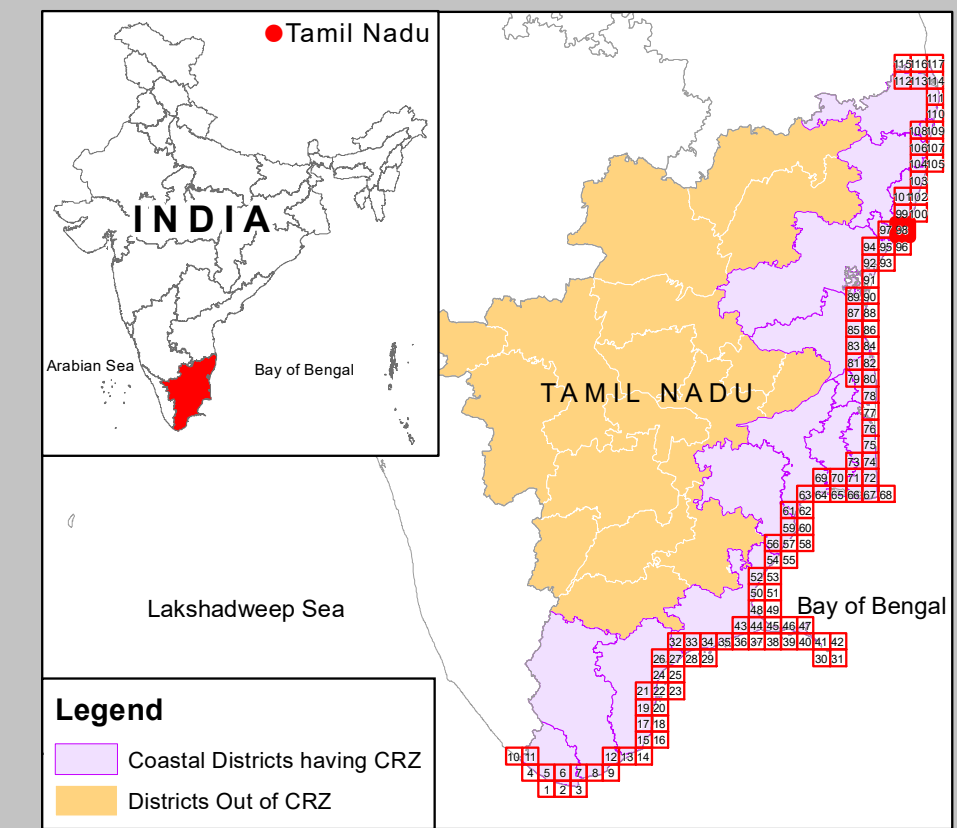 Tamil Nadu
INDIA
Arabian Sea
Bay of Bengal
TAMIL NADU
Lakshadweep Sea
Bay of Bengal
Legend
Coastal Districts having CRZ
Districts Out of CRZ
115 116 117
112 113 114
111
110
108 109
106 107
104 105
103
101 102
99 100
97 98
94 95 96
92 93
91
89 90
87 88
85 86
83 84
81 82
79 80
78
77
76
75
73 74
69 70 71 72
63 64 65 66 67 68
61 62
59 60
56 57 58
54 55
52 53
50 51
48 49
43 44 45 46 47
32 33 34 35 36 37 38 39 40 41 42
26 27 28 29 30 31
24 25
21 22 23
19 20
17 18
15 16
10 11 12 13 14
4 5 6 7 8 9
1 2 3